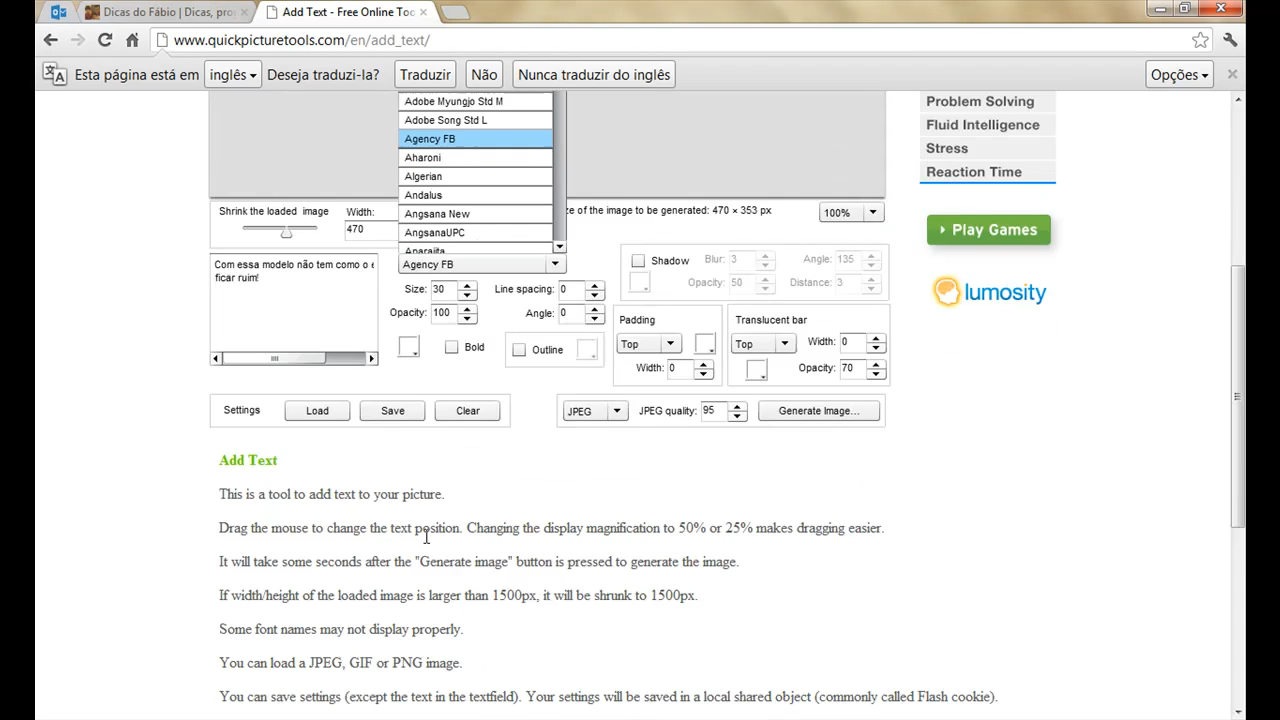 Dicas do Fábio | Dicas, pro
Add Text - Free Online Too
www.quickpicturetools.com/en/add_text/
Esta página está em inglês Deseja traduzi-la? Traduzir Não Nunca traduzir do inglês Opções
Adobe Myungjo Std M
Adobe Song Std L
Agency FB
Aharoni
Algerian
Andalus
Angsana New
AngsanaUPC
Aparajita
Problem Solving
Fluid Intelligence
Stress
Reaction Time
Play Games
lumosity
Shrink the loaded image
Width:
470
ze of the image to be generated: 470 × 353 px
100%
Com essa modelo não tem como o e
ficar ruim!
Agency FB
Size: 30 Line spacing: 0
Opacity: 100 Angle: 0
Bold Outline
Shadow Blur: 3 Angle: 135
Opacity: 50 Distance: 3
Padding
Top
Width: 0
Translucent bar
Top Width: 0
Opacity: 70
Settings Load Save Clear
JPEG JPEG quality: 95 Generate Image...
Add Text
This is a tool to add text to your picture.
Drag the mouse to change the text position. Changing the display magnification to 50% or 25% makes dragging easier.
It will take some seconds after the "Generate image" button is pressed to generate the image.
If width/height of the loaded image is larger than 1500px, it will be shrunk to 1500px.
Some font names may not display properly.
You can load a JPEG, GIF or PNG image.
You can save settings (except the text in the textfield). Your settings will be saved in a local shared object (commonly called Flash cookie).